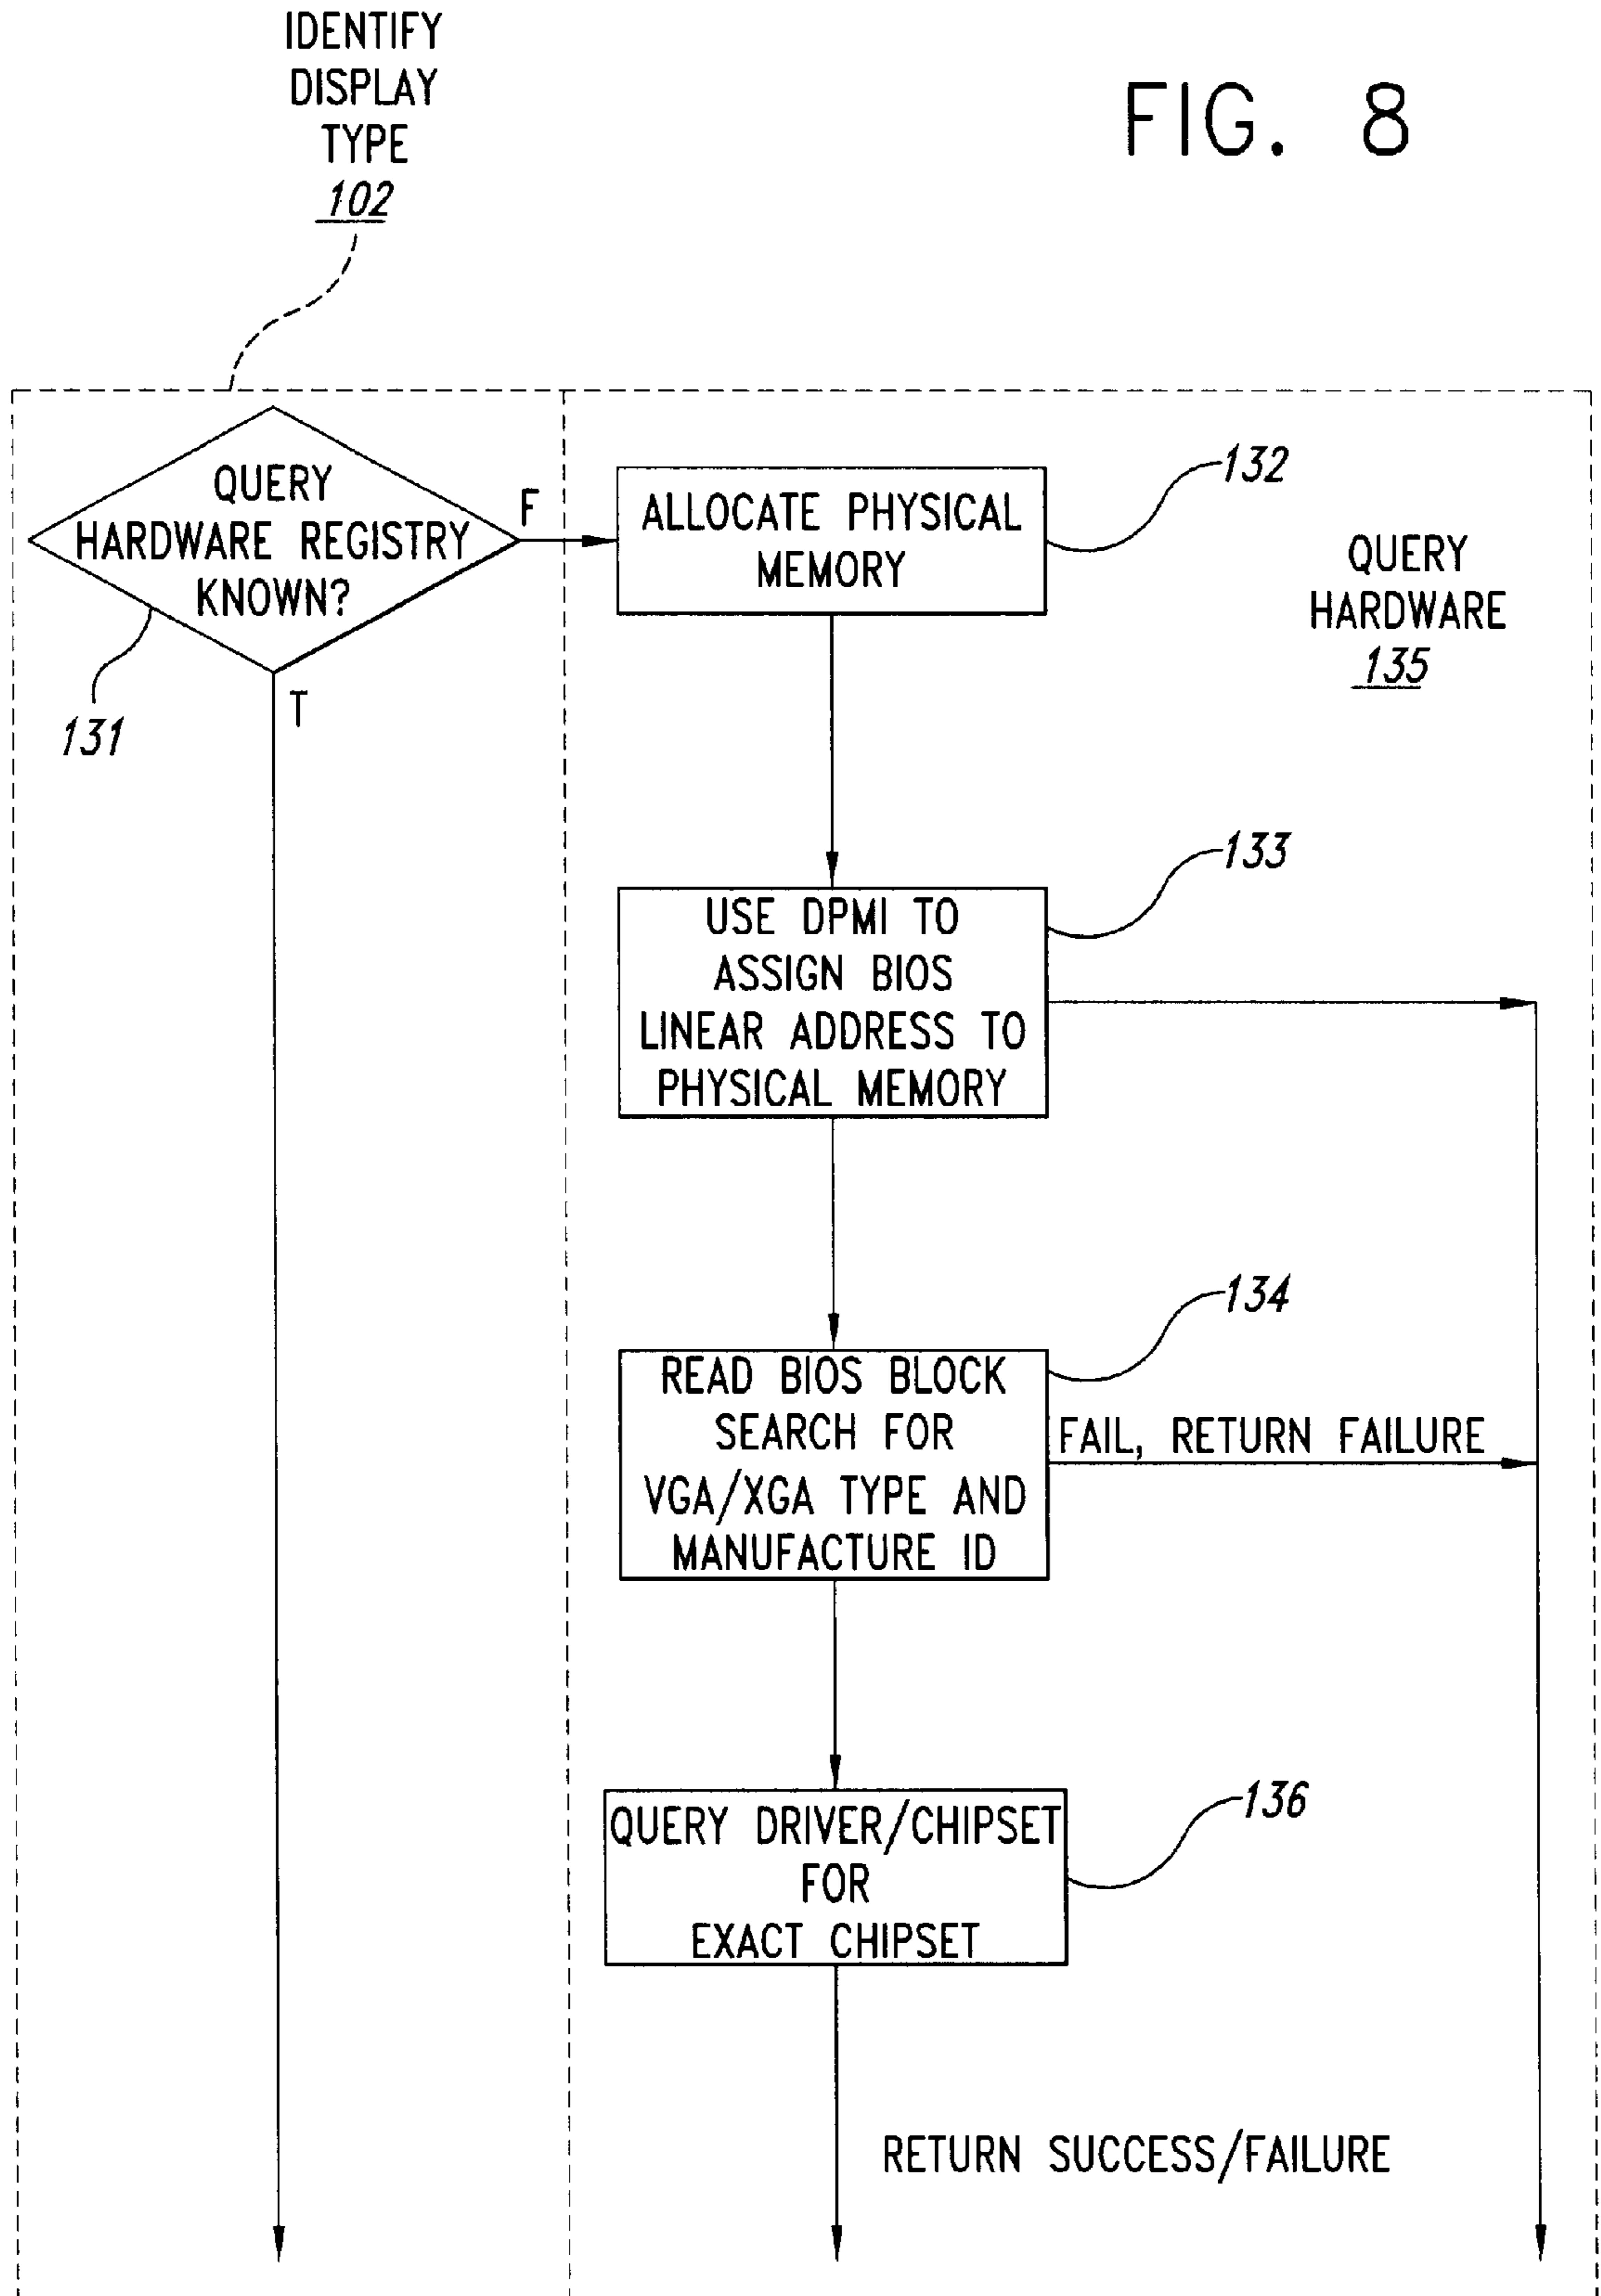 IDENTIFY
DISPLAY
TYPE
102
FIG. 8
QUERY
HARDWARE REGISTRY
KNOWN?
F
T
131
ALLOCATE PHYSICAL
MEMORY
132
QUERY
HARDWARE
135
USE DPMI TO
ASSIGN BIOS
LINEAR ADDRESS TO
PHYSICAL MEMORY
133
READ BIOS BLOCK
SEARCH FOR
VGA/XGA TYPE AND
MANUFACTURE ID
134
FAIL, RETURN FAILURE
QUERY DRIVER/CHIPSET
FOR
EXACT CHIPSET
136
RETURN SUCCESS/FAILURE